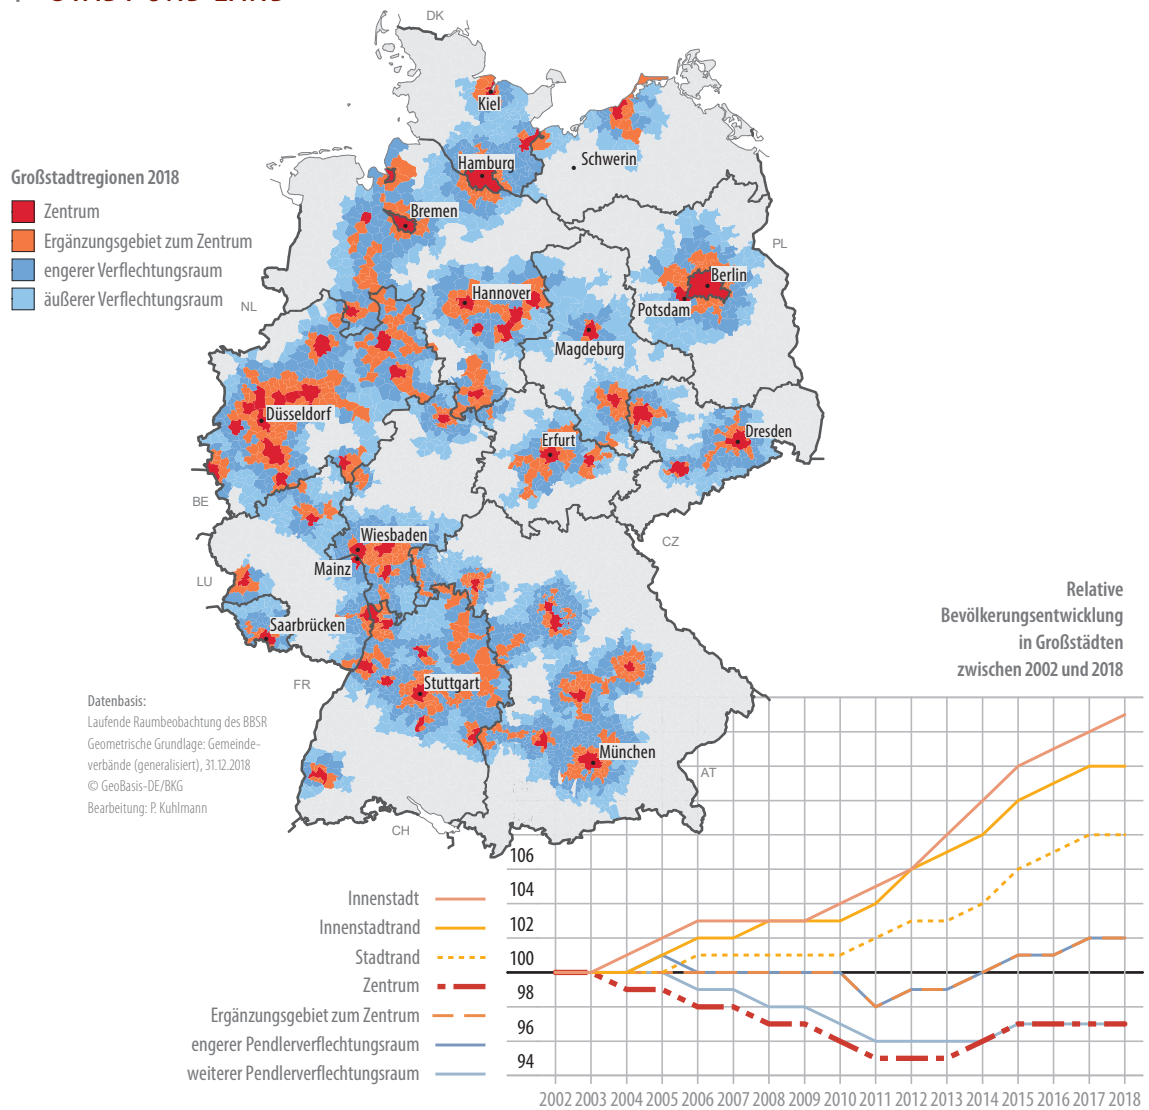 DK
Kiel
Schwerin
Hamburg
Großstadtregionen 2018
Zentrum
Ergänzungsgebiet zum Zentrum
engerer Verflechtungsraum
äußerer Verflechtungsraum
Bremen
PL
Berlin
Hannover
NL
Potsdam
Magdeburg
Düsseldorf
Dresden
Erfurt
BE
Wiesbaden
CZ
Mainz
LU
Saarbrücken
FR
Stuttgart
München
AT
CH
Relative
Bevölkerungsentwicklung
in Großstädten
zwischen 2002 und 2018
Datenbasis:
Laufende Raumbeobachtung des BBSR
Geometrische Grundlage: Gemeinde-
verbände (generalisiert), 31.12.2018
© GeoBasis-DE/BKG
Bearbeitung: P. Kuhlmann
106
104
102
100
98
96
94
Innenstadt
Innenstadtrand
Stadtrand
Zentrum
Ergänzungsgebiet zum Zentrum
engerer Pendlerverflechtungsraum
weiterer Pendlerverflechtungsraum
2002 2003 2004 2005 2006 2007 2008 2009 2010 2011 2012 2013 2014 2015 2016 2017 2018